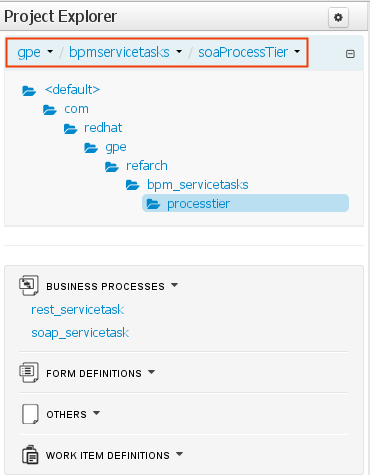 Project Explorer
gpe / bpmservicetasks / soaProcessTier
<default>
com
redhat
gpe
refarch
bpm_servicetasks
processtier
BUSINESS PROCESSES
rest_servicetask
soap_servicetask
FORM DEFINITIONS
OTHERS
WORK ITEM DEFINITIONS